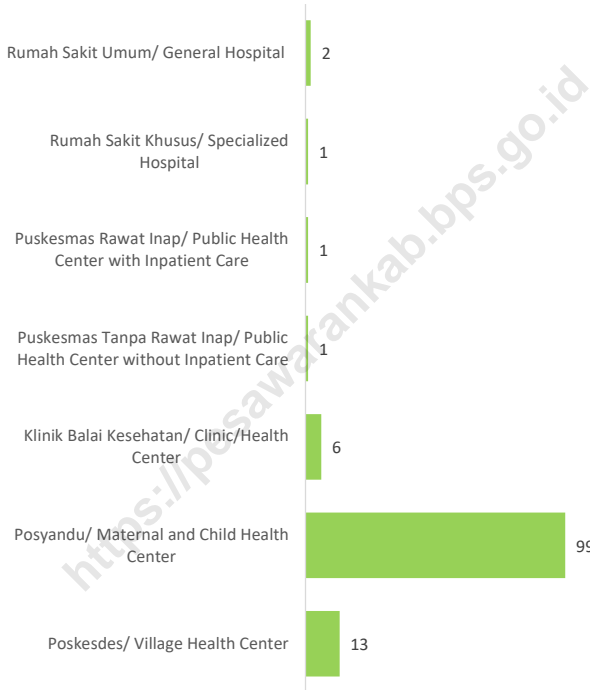 Rumah Sakit Umum/ General Hospital
2
Rumah Sakit Khusus/ Specialized
Hospital
1
Puskesmas Rawat Inap/ Public Health
Center with Inpatient Care
1
Puskesmas Tanpa Rawat Inap/ Public
Health Center without Inpatient Care
1
Klinik Balai Kesehatan/ Clinic/Health
Center
6
Posyandu/ Maternal and Child Health
Center
99
Poskesdes/ Village Health Center
13
https://pesawarankab.bps.go.id